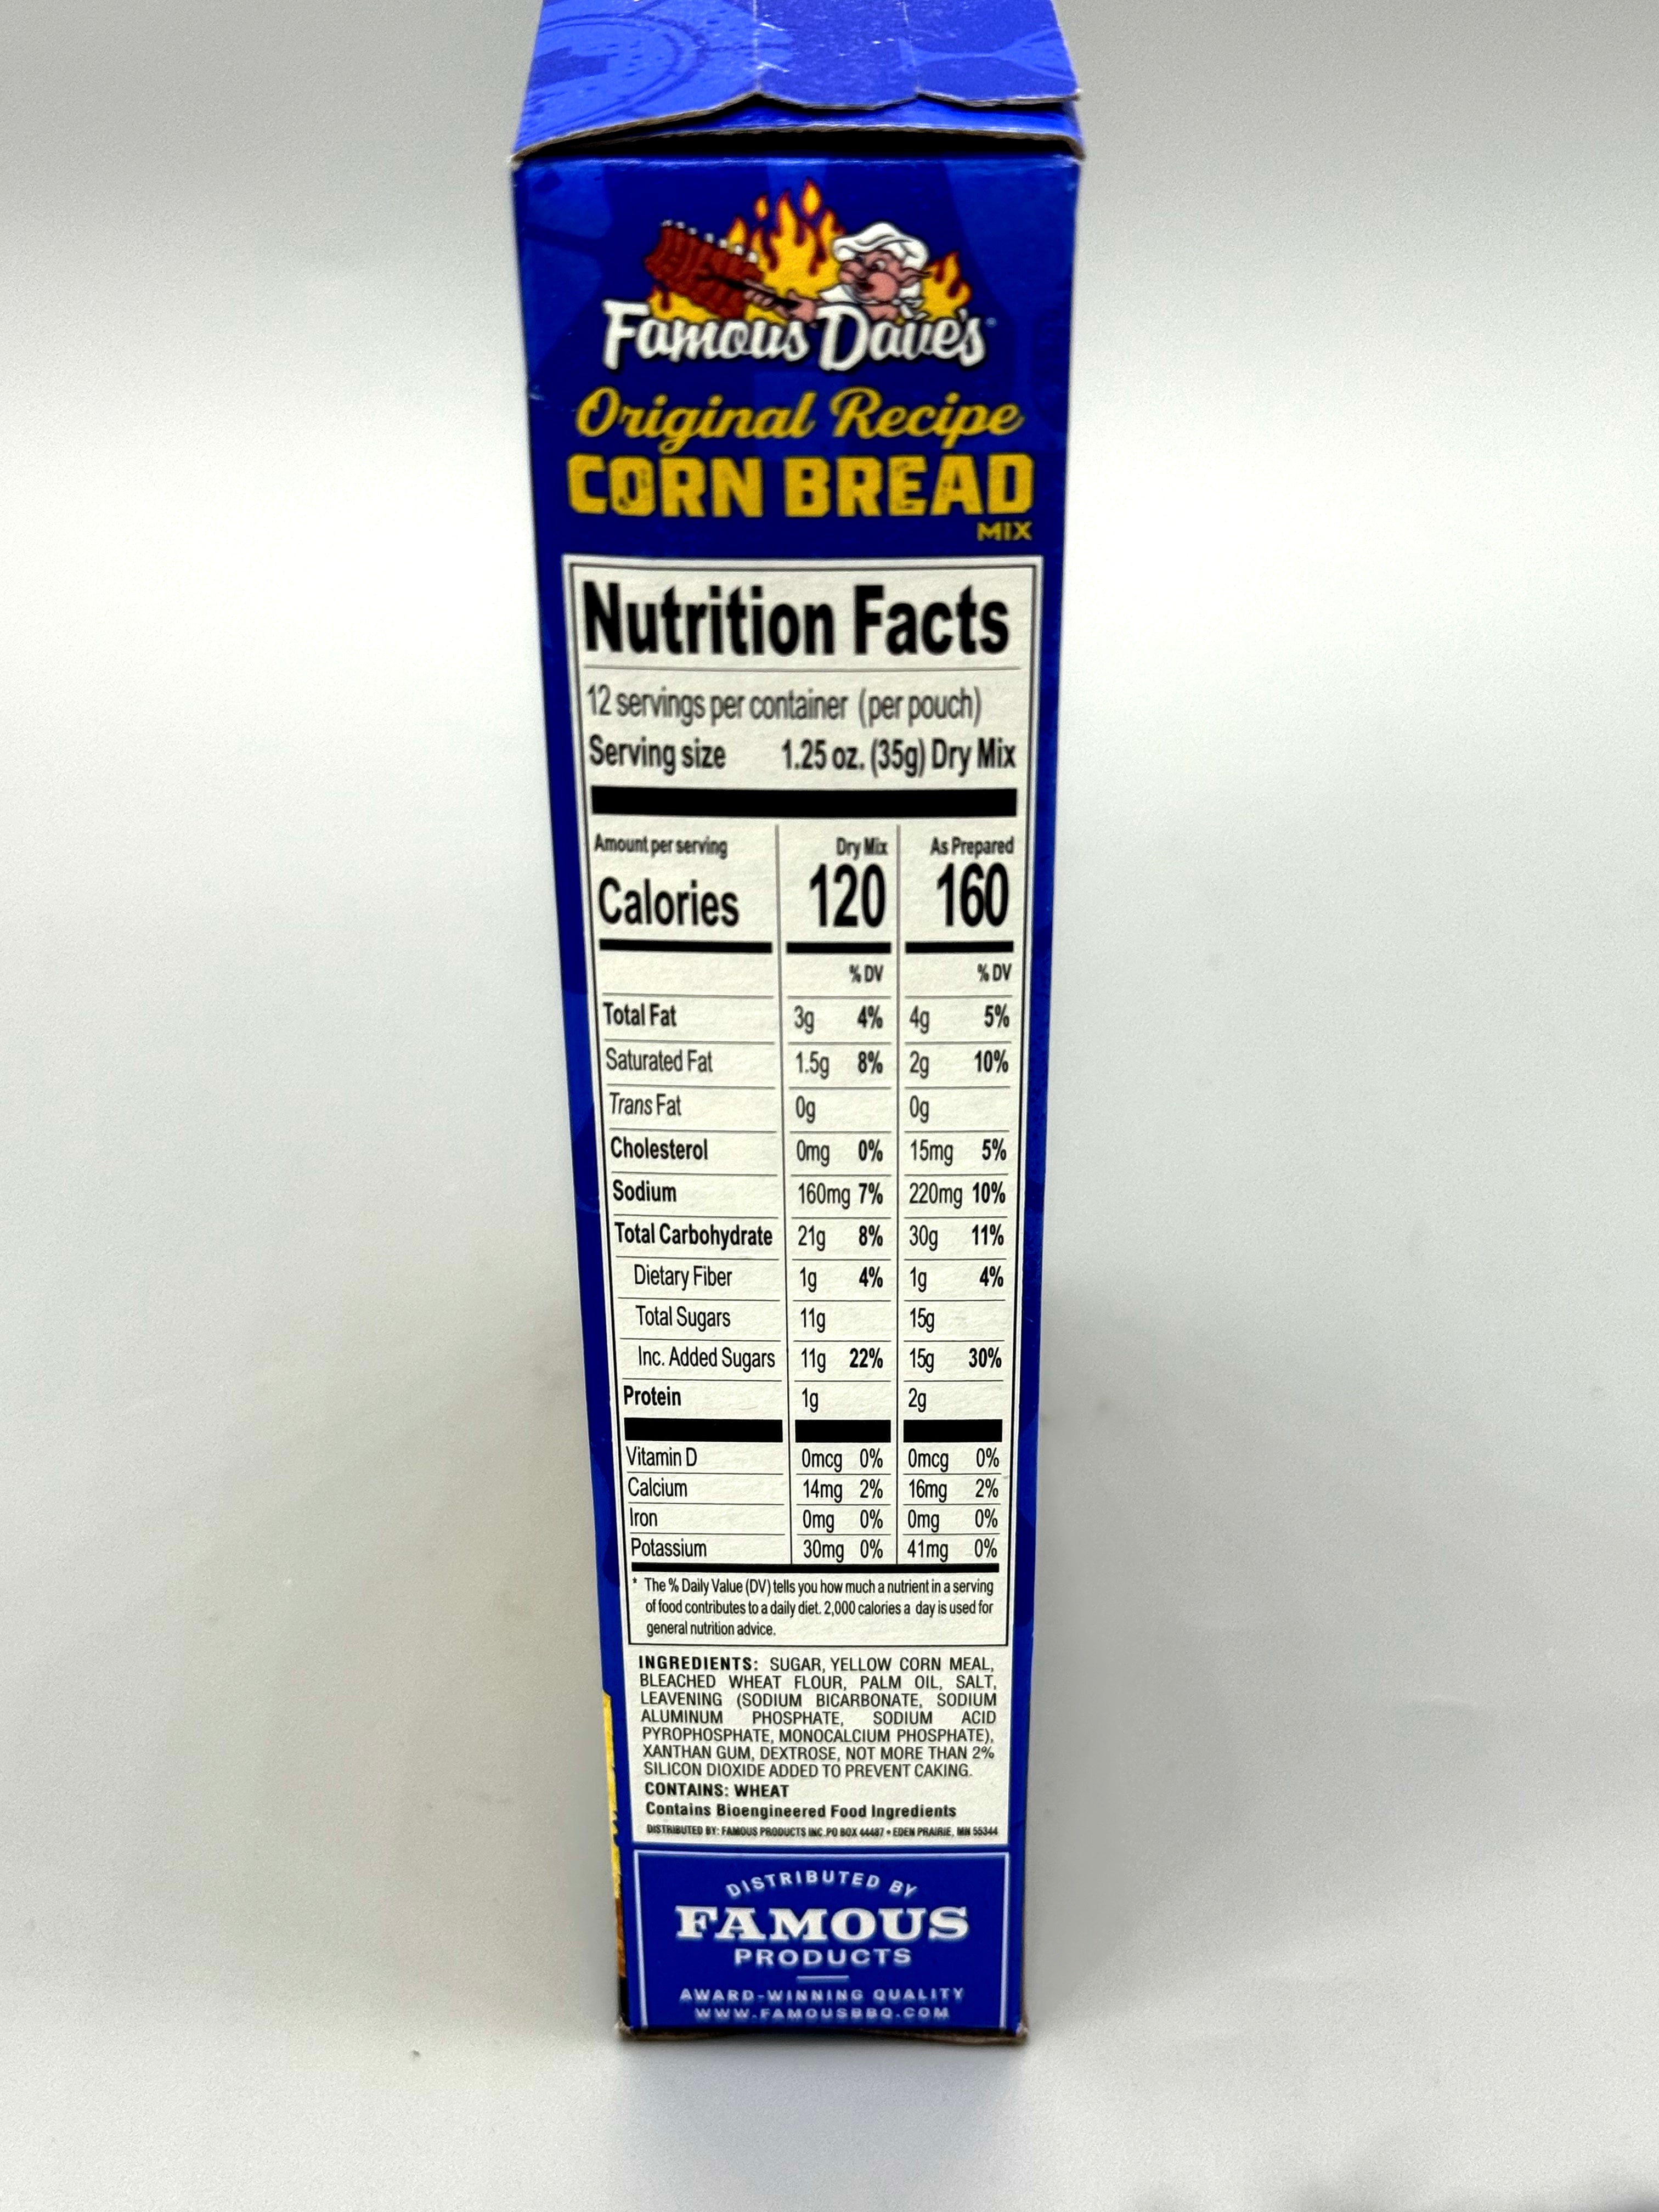 Famous Dave's
Original Recipe
CORN BREAD
MIX
Nutrition Facts
12 servings per container (per pouch)
Serving size 1.25 oz. (35g) Dry Mix
Amount per serving Dry Mix As Prepared
Calories 120 160
% DV % DV
Total Fat 3g 4% 4g 5%
Saturated Fat 1.5g 8% 2g 10%
Trans Fat 0g 0g
Cholesterol 0mg 0% 15mg 5%
Sodium 160mg 7% 220mg 10%
Total Carbohydrate 21g 8% 30g 11%
Dietary Fiber 1g 4% 1g 4%
Total Sugars 11g 15g
Inc. Added Sugars 11g 22% 15g 30%
Protein 1g 2g
Vitamin D 0mcg 0% 0mcg 0%
Calcium 14mg 2% 16mg 2%
Iron 0mg 0% 0mg 0%
Potassium 30mg 0% 41mg 0%
* The % Daily Value (DV) tells you how much a nutrient in a serving
of food contributes to a daily diet. 2,000 calories a day is used for
general nutrition advice.
INGREDIENTS: SUGAR, YELLOW CORN MEAL,
BLEACHED WHEAT FLOUR, PALM OIL, SALT,
LEAVENING (SODIUM BICARBONATE, SODIUM
ALUMINUM PHOSPHATE, SODIUM ACID
PYROPHOSPHATE, MONOCALCIUM PHOSPHATE),
XANTHAN GUM, DEXTROSE, NOT MORE THAN 2%
SILICON DIOXIDE ADDED TO PREVENT CAKING.
CONTAINS: WHEAT
Contains Bioengineered Food Ingredients
DISTRIBUTED BY: FAMOUS PRODUCTS INC. PO BOX 44487 • EDEN PRAIRIE, MN 55344
DISTRIBUTED BY
FAMOUS
PRODUCTS
AWARD-WINNING QUALITY
WWW.FAMOUSBBQ.COM